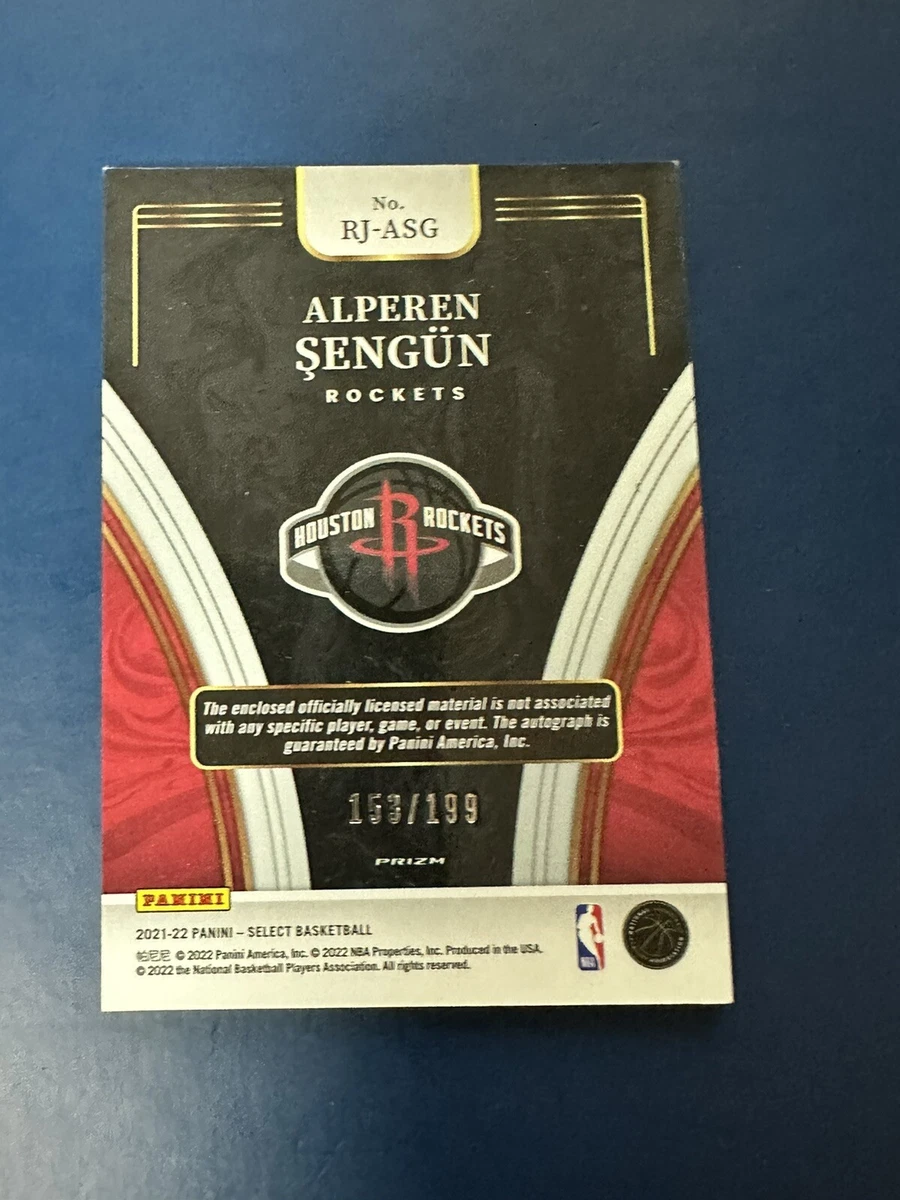 No.
RJ-ASG
ALPEREN
ŞENGÜN
ROCKETS
HOUSTON R ROCKETS
The enclosed officially licensed material is not associated
with any specific player, game, or event. The autograph is
guaranteed by Panini America, Inc.
153/199
PRIZM
PANINI
2021-22 PANINI – SELECT BASKETBALL
帕尼尼 © 2022 Panini America, Inc. © 2022 NBA Properties, Inc. Produced in the USA.
© 2022 the National Basketball Players Association. All rights reserved.
NBA